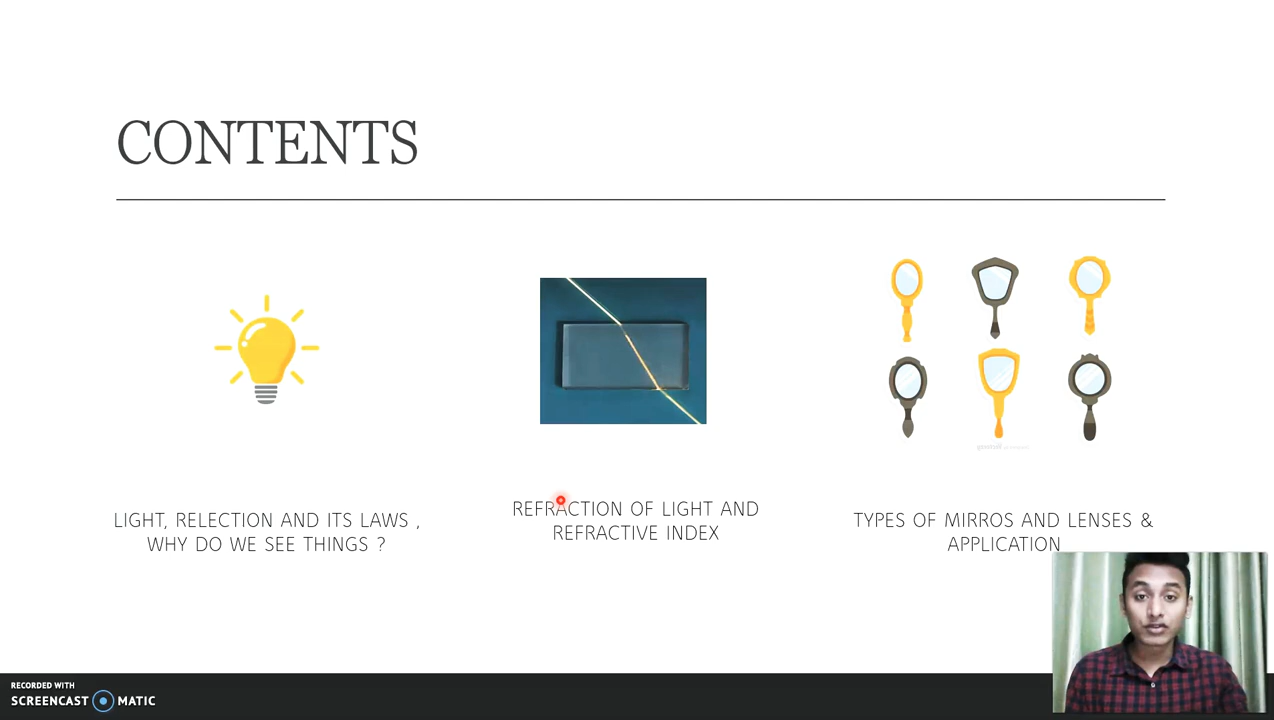 CONTENTS
LIGHT, RELECTION AND ITS LAWS ,
WHY DO WE SEE THINGS ?
REFRACTION OF LIGHT AND
REFRACTIVE INDEX
TYPES OF MIRROS AND LENSES &
APPLICATION
RECORDED WITH
SCREENCAST MATIC